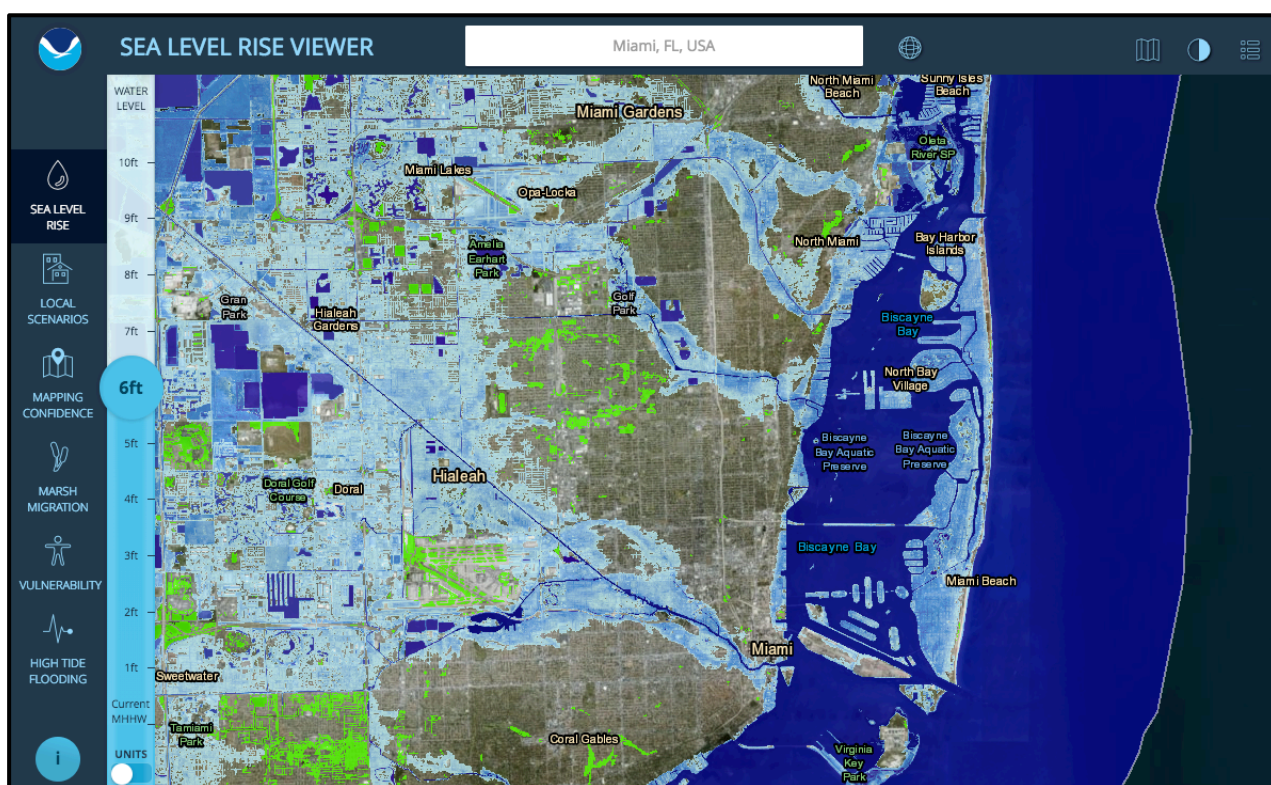 SEA LEVEL RISE VIEWER
Miami, FL, USA
WATER
LEVEL
10ft
9ft
8ft
7ft
6ft
5ft
4ft
3ft
2ft
1ft
Current
MHHW
UNITS
SEA LEVEL
RISE
LOCAL
SCENARIOS
MAPPING
CONFIDENCE
MARSH
MIGRATION
VULNERABILITY
HIGH TIDE
FLOODING
i
North Miami
Beach
Sunny Isles
Beach
Miami Gardens
Oleta
River SP
Miami Lakes
Opa-Locka
Amelia
Earhart
Park
North Miami
Bay Harbor
Islands
Gran
Park
Hialeah
Gardens
Golf
Park
Biscayne
Bay
North Bay
Village
Biscayne
Bay Aquatic
Preserve
Biscayne
Bay Aquatic
Preserve
Hialeah
Doral Golf
Course
Doral
Biscayne Bay
Miami Beach
Miami
Sweetwater
Tamiami
Park
Coral Gables
Virginia
Key
Park